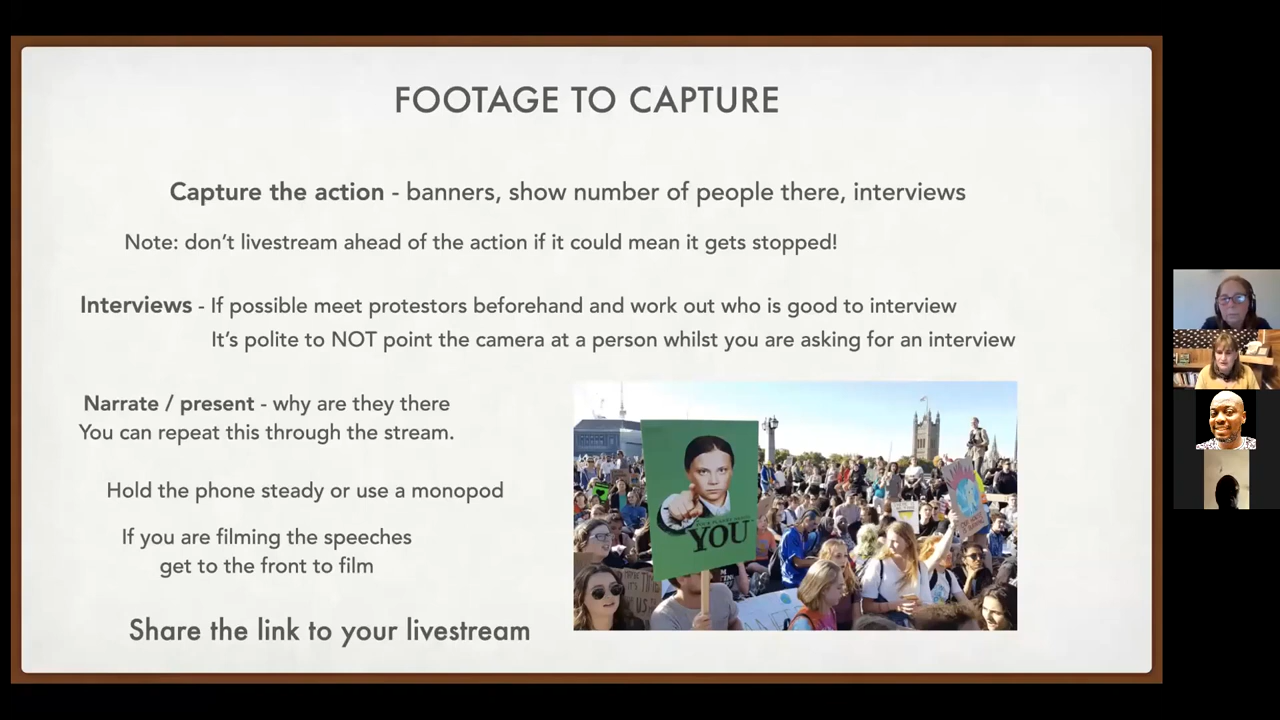 FOOTAGE TO CAPTURE
Capture the action - banners, show number of people there, interviews
Note: don’t livestream ahead of the action if it could mean it gets stopped!
Interviews - If possible meet protestors beforehand and work out who is good to interview
It’s polite to NOT point the camera at a person whilst you are asking for an interview
Narrate / present - why are they there
You can repeat this through the stream.
Hold the phone steady or use a monopod
If you are filming the speeches
get to the front to film
Share the link to your livestream
YOU